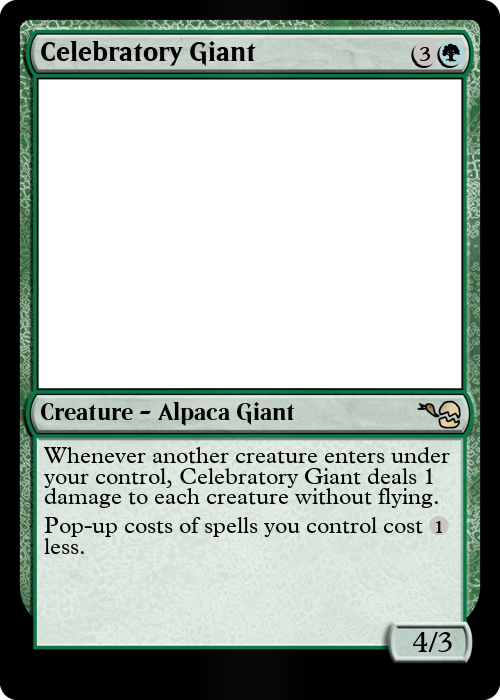 Celebratory Giant 3
Creature – Alpaca Giant
Whenever another creature enters under
your control, Celebratory Giant deals 1
damage to each creature without flying.
Pop-up costs of spells you control cost 1
less.
4/3